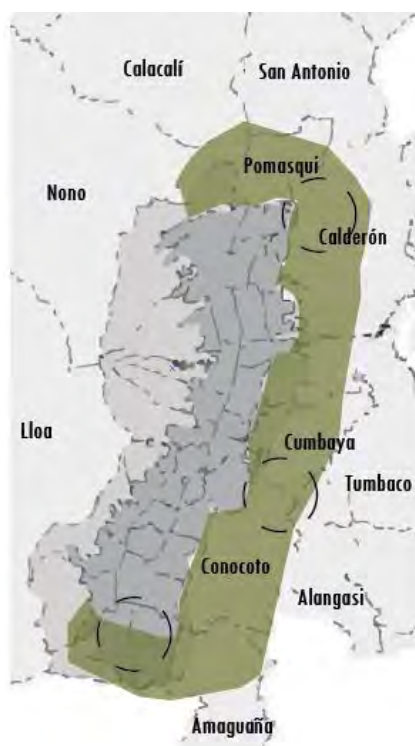 Calacalí
San Antonio
Pomasqui
Nono
Calderón
Lloa
Cumbaya
Tumbaco
Conocoto
Alangasi
Amaguaña